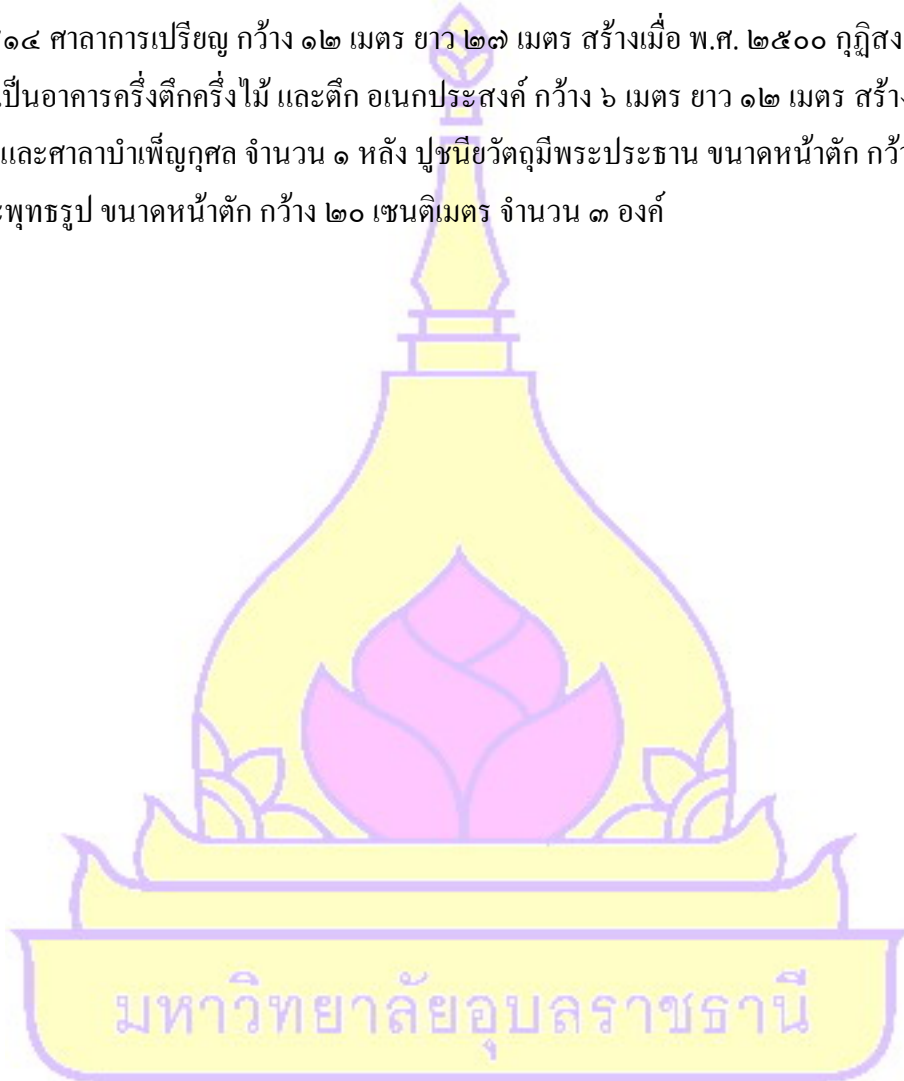 ๑๔ ศาลาการเปรียญ กว้าง ๑๒ เมตร ยาว ๒๗ เมตร สร้างเมื่อ พ.ศ. ๒๕๐๐ กุฏิสง
เป็นอาคารครึ่งตึกครึ่งไม้ และตึก อเนกประสงค์ กว้าง ๖ เมตร ยาว ๑๒ เมตร สร้าง
และศาลาบำเพ็ญกุศล จำนวน ๑ หลัง ปูชนียวัตถุมีพระประธาน ขนาดหน้าตัก กว้า
ะพุทธรูป ขนาดหน้าตัก กว้าง ๒๐ เซนติเมตร จำนวน ๓ องค์
มหาวิทยาลัยอุบลราชธานี